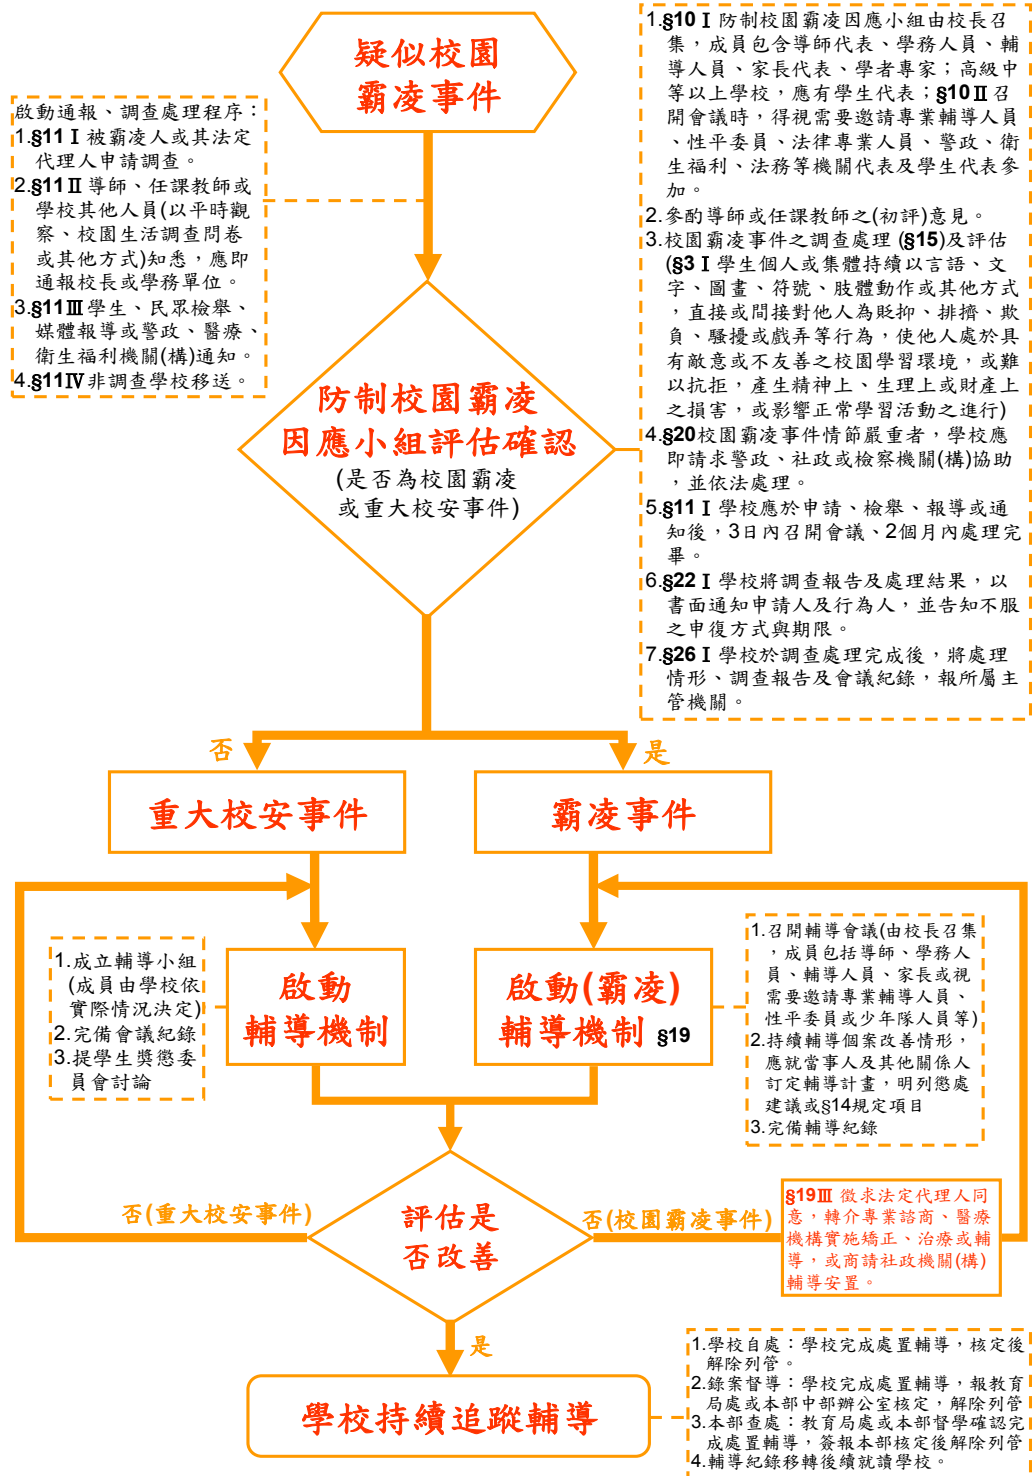 疑似校園
霸凌事件
啟動通報、調查處理程序：
1.§11Ⅰ被霸凌人或其法定
代理人申請調查。
2.§11Ⅱ導師、任課教師或
學校其他人員(以平時觀
察、校園生活調查問卷
或其他方式)知悉，應即
通報校長或學務單位。
3.§11Ⅲ學生、民眾檢舉、
媒體報導或警政、醫療、
衛生福利機關(構)通知。
4.§11Ⅳ非調查學校移送。
1.§10Ⅰ防制校園霸凌因應小組由校長召
集，成員包含導師代表、學務人員、輔
導人員、家長代表、學者專家；高級中
等以上學校，應有學生代表；§10Ⅱ召
開會議時，得視需要邀請專業輔導人員
、性平委員、法律專業人員、警政、衛
生福利、法務等機關代表及學生代表參
加。
2.參酌導師或任課教師之(初評)意見。
3.校園霸凌事件之調查處理(§15)及評估
(§3Ⅰ學生個人或集體持續以言語、文
字、圖畫、符號、肢體動作或其他方式
，直接或間接對他人為貶抑、排擠、欺
負、騷擾或戲弄等行為，使他人處於具
有敵意或不友善之校園學習環境，或難
以抗拒，產生精神上、生理上或財產上
之損害，或影響正常學習活動之進行)
4.§20校園霸凌事件情節嚴重者，學校應
即請求警政、社政或檢察機關(構)協助
，並依法處理。
5.§11Ⅰ學校應於申請、檢舉、報導或通
知後，3日內召開會議、2個月內處理完
畢。
6.§22Ⅰ學校將調查報告及處理結果，以
書面通知申請人及行為人，並告知不服
之申復方式與期限。
7.§26Ⅰ學校於調查處理完成後，將處理
情形、調查報告及會議紀錄，報所屬主
管機關。
防制校園霸凌
因應小組評估確認
(是否為校園霸凌
或重大校安事件)
否
是
重大校安事件
霸凌事件
1.成立輔導小組
(成員由學校依
實際情況決定)
2.完備會議紀錄
3.提學生獎懲委
員會討論
啟動
輔導機制
啟動(霸凌)
輔導機制 §19
1.召開輔導會議(由校長召集
，成員包括導師、學務人
員、輔導人員、家長或視
需要邀請專業輔導人員、
性平委員或少年隊人員等)
2.持續輔導個案改善情形，
應就當事人及其他關係人
訂定輔導計畫，明列懲處
建議或§14規定項目
3.完備輔導紀錄
否(重大校安事件)
評估是
否改善
否(校園霸凌事件)
§19Ⅲ 徵求法定代理人同
意，轉介專業諮商、醫療
機構實施矯正、治療或輔
導，或商請社政機關(構)
輔導安置。
是
學校持續追蹤輔導
1.學校自處：學校完成處置輔導，核定後
解除列管。
2.錄案督導：學校完成處置輔導，報教育
局處或本部中部辦公室核定，解除列管
3.本部查處：教育局處或本部督學確認完
成處置輔導，簽報本部核定後解除列管
4.輔導紀錄移轉後續就讀學校。